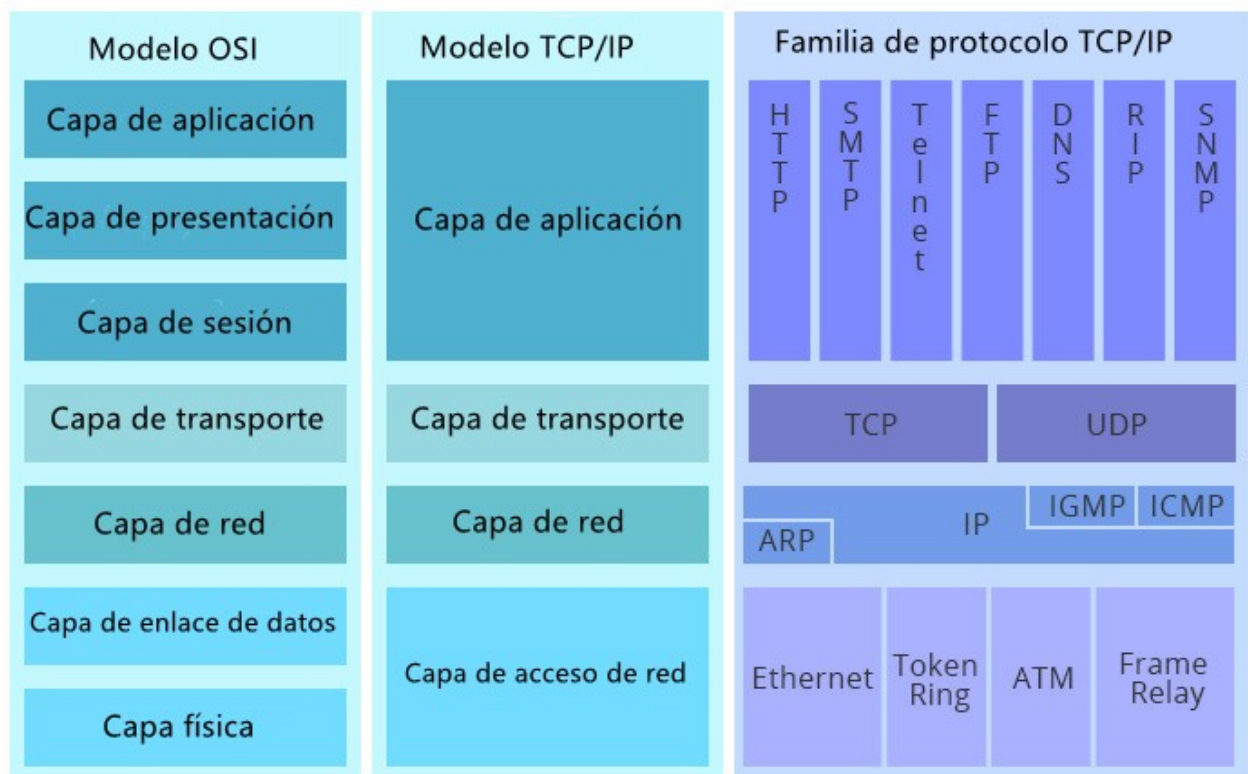 Modelo OSI
Capa de aplicación
Capa de presentación
Capa de sesión
Capa de transporte
Capa de red
Capa de enlace de datos
Capa física
Modelo TCP/IP
Capa de aplicación
Capa de transporte
Capa de red
Capa de acceso de red
Familia de protocolo TCP/IP
HTTP
SMTP
Telnet
FTP
DNS
RIP
SNMP
TCP
UDP
ARP
IP
IGMP
ICMP
Ethernet
Token
Ring
ATM
Frame
Relay